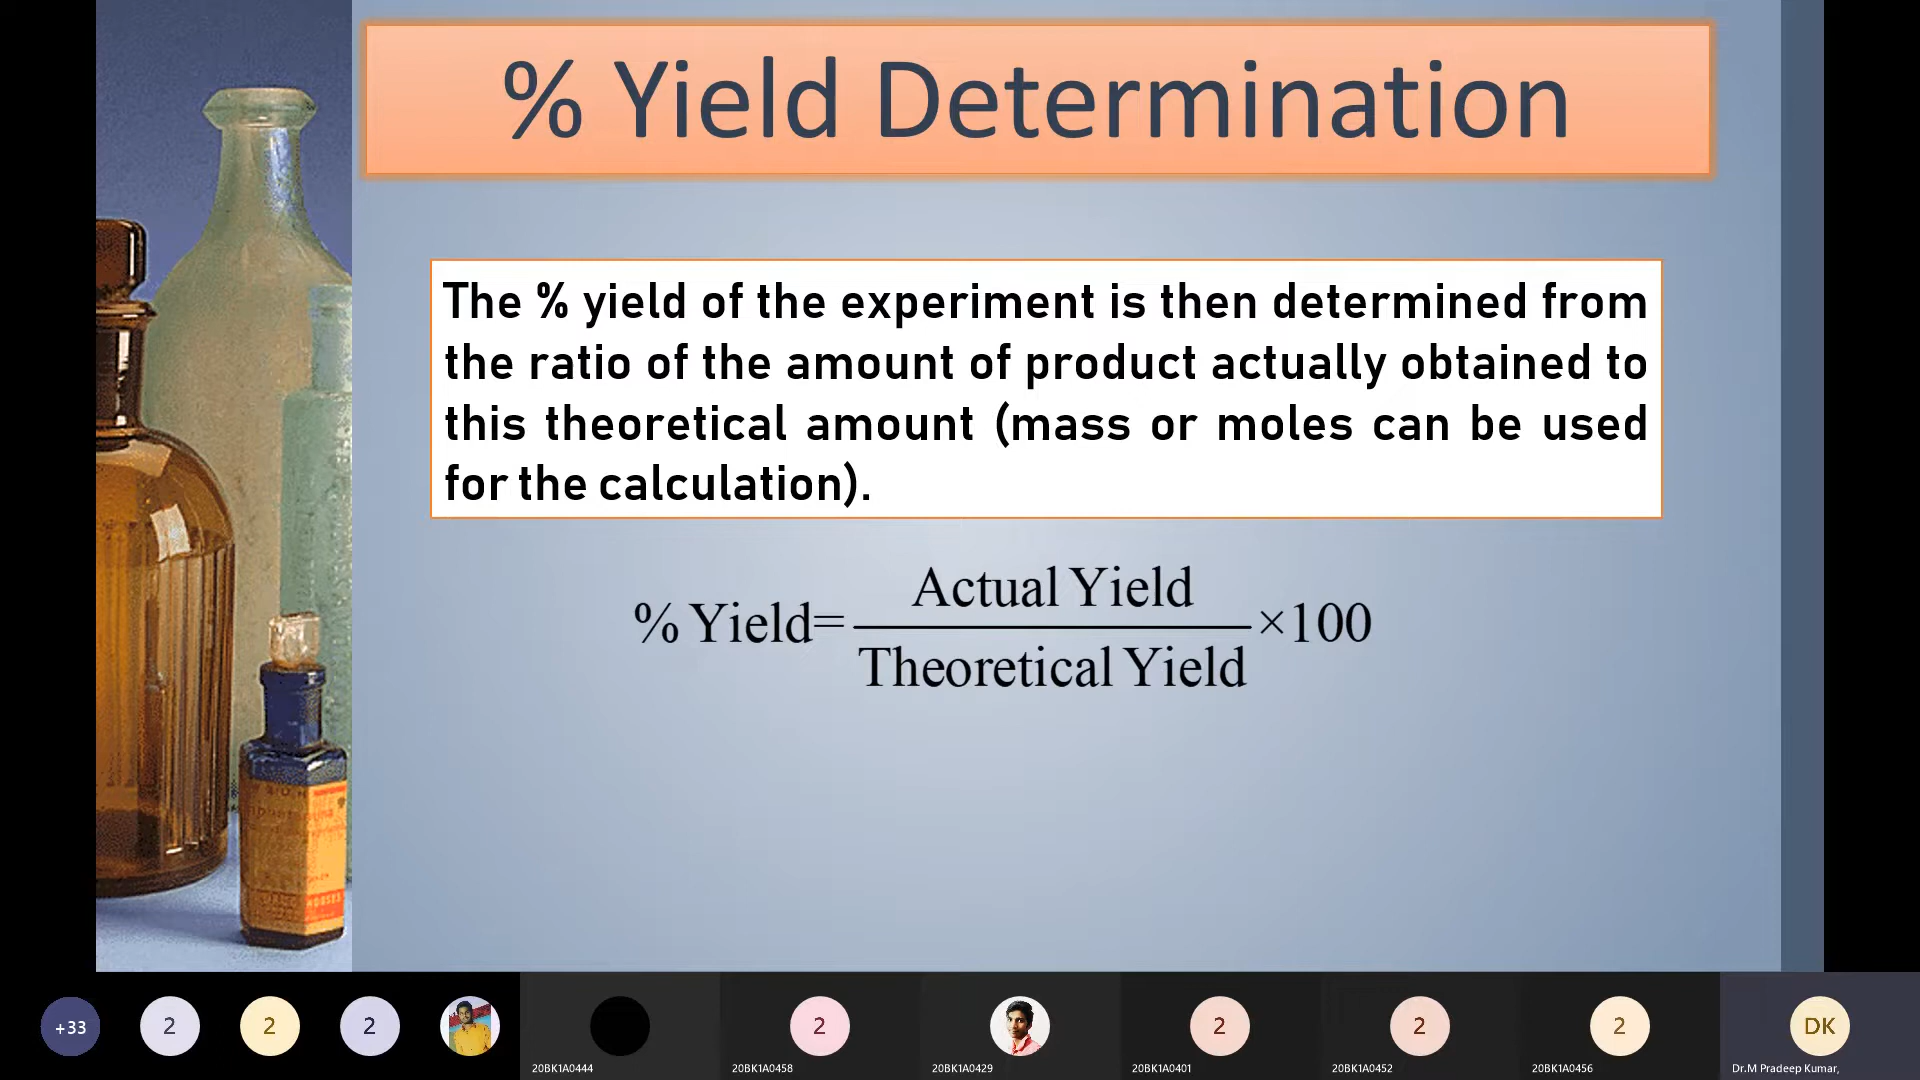 % Yield Determination
The % yield of the experiment is then determined from
the ratio of the amount of product actually obtained to
this theoretical amount (mass or moles can be used
for the calculation).
% Yield= Actual Yield / Theoretical Yield ×100
+33
2
2
2
2
2
2
2
DK
20BK1A0444
20BK1A0458
20BK1A0429
20BK1A0401
20BK1A0452
20BK1A0456
Dr.M Pradeep Kumar,